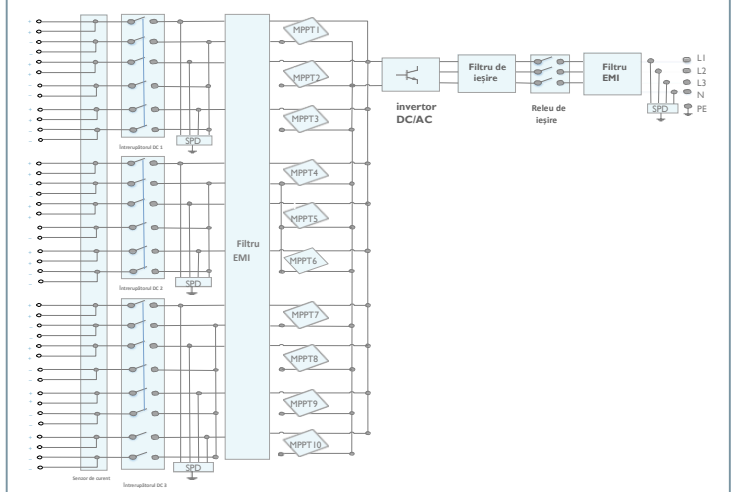 MPPT1
MPPT2
MPPT3
MPPT4
MPPT5
MPPT6
MPPT7
MPPT8
MPPT9
MPPT10
SPD
Întrerupătorul DC 1
SPD
Întrerupătorul DC 2
SPD
Sensor de curent
Întrerupătorul DC 3
Filtru
EMI
invertor
DC/AC
Filtru de
ieșire
Releu de
ieșire
Filtru
EMI
SPD
L1
L2
L3
N
PE